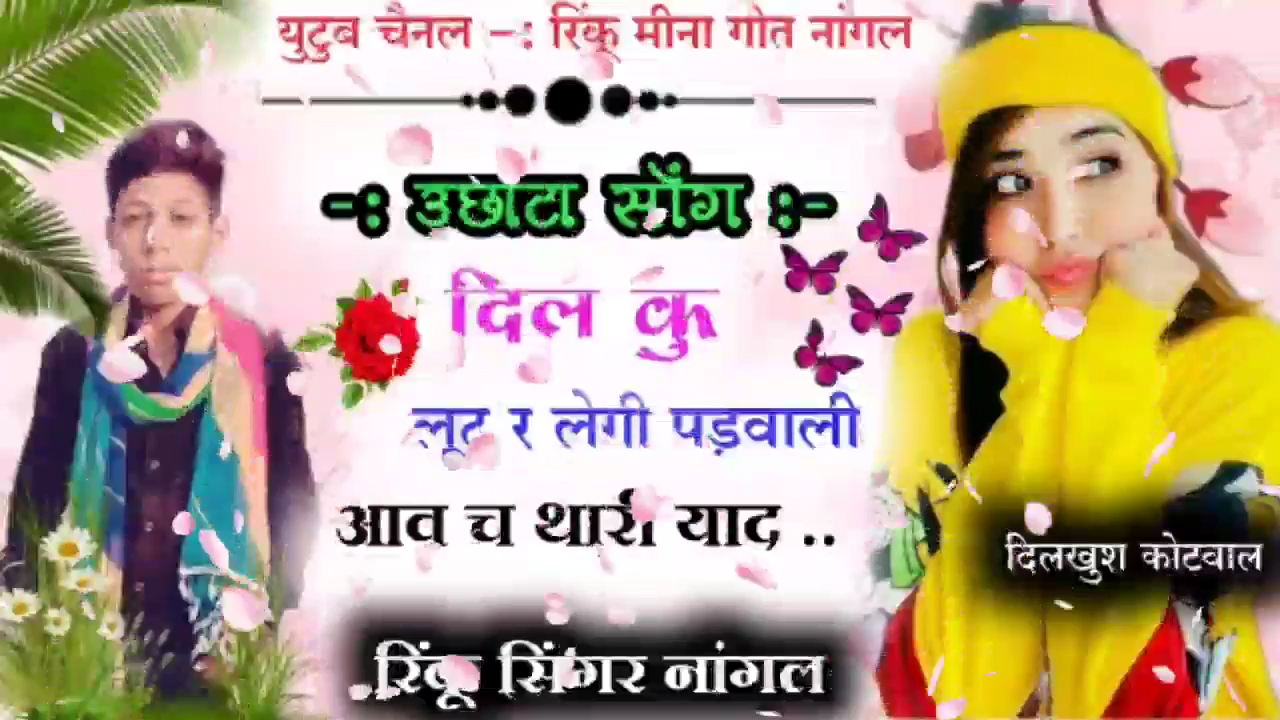 युटुब चैनल -: रिंकू मीना गोत नांगल
-: उछाटा सोंग :-
दिल कु
लूट र लेगी पड़वाली
आव च थारी याद ..
दिलखुश कोटवाल
रिंकू सिंगर नांगल